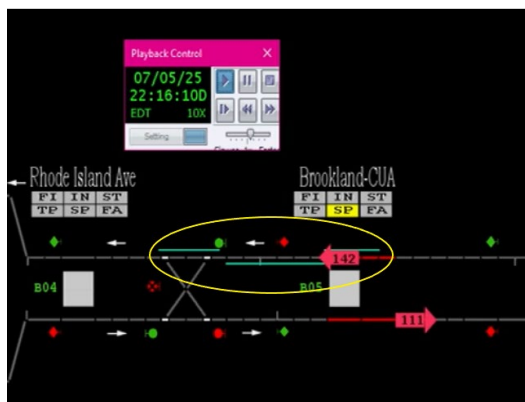 Playback Control X
07/05/25
22:16:10D
EDT 10X
Setting
Rhode Island Ave
FI IN ST
TP SP FA
Brookland-CUA
FI IN ST
TP SP FA
142
B04
B05
111